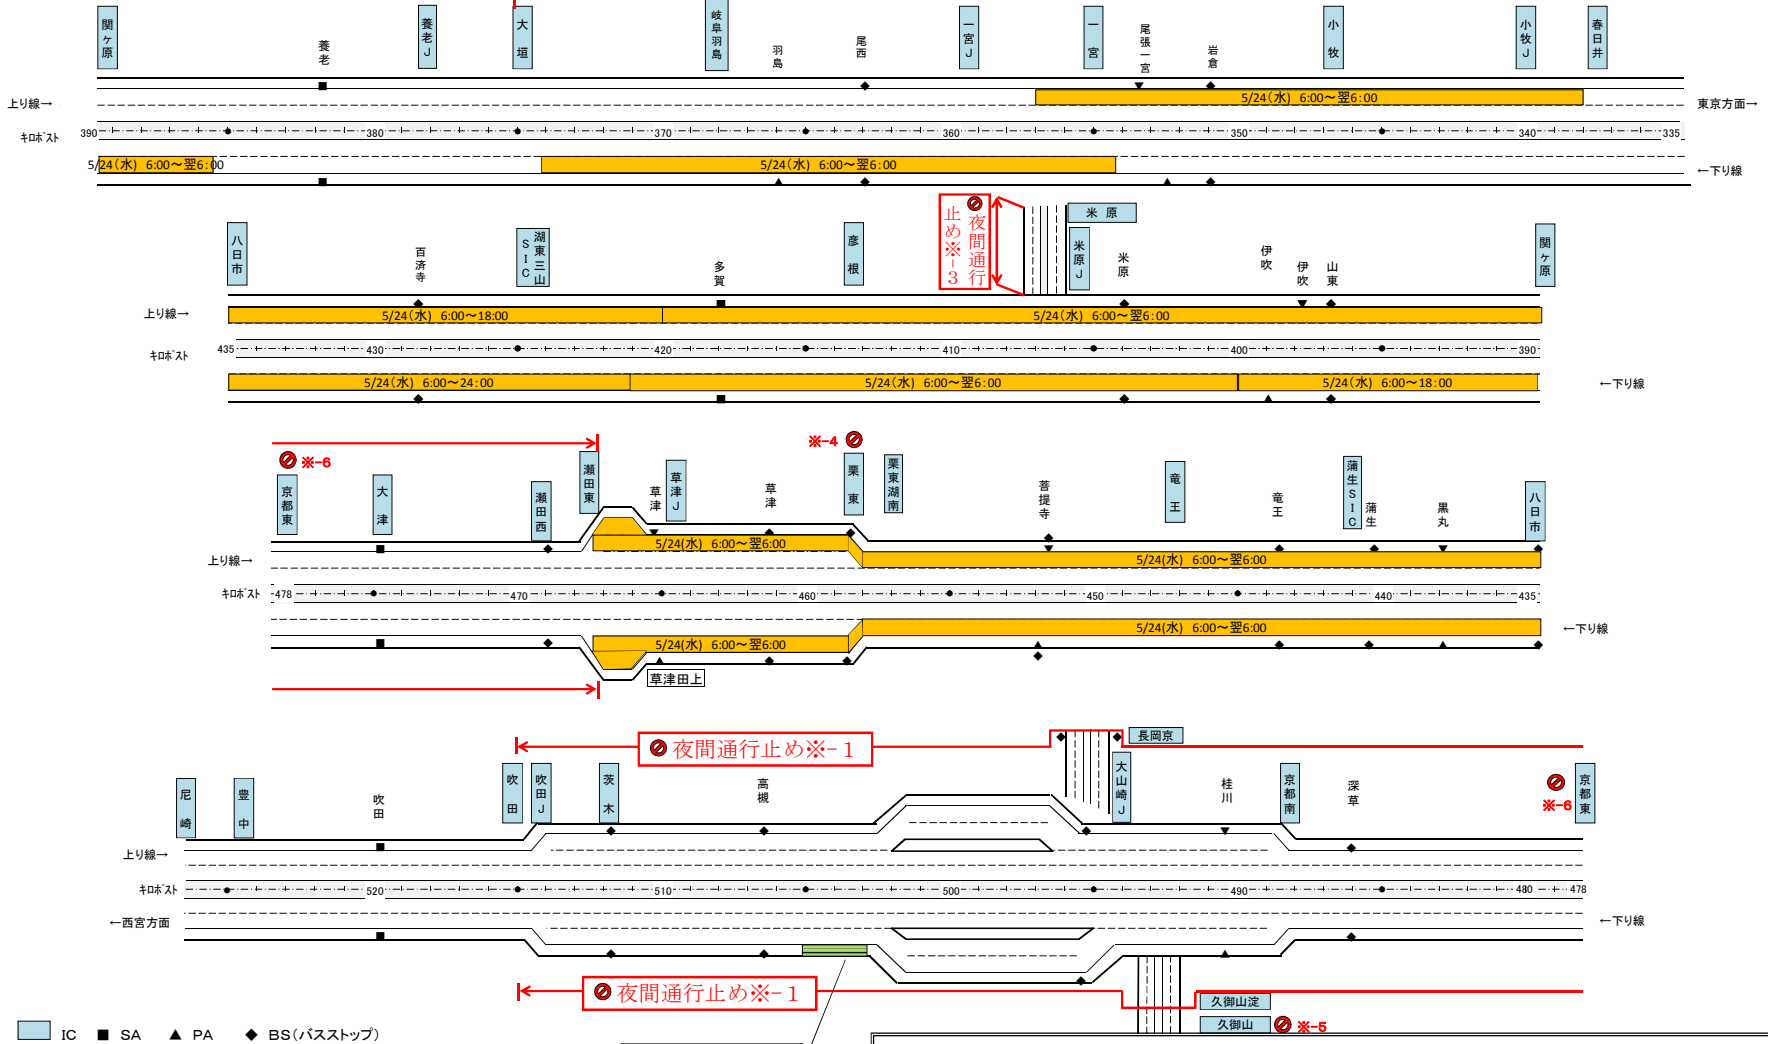 関ヶ原
養老
養老J
大垣
岐阜羽島
羽島
尾西
一宮J
一宮
尾張一宮
岩倉
小牧
小牧J
春日井
上り線→
5/24(水) 6:00～翌6:00
東京方面→
キロポスト
390
380
370
360
350
340
335
5/24(水) 6:00～翌6:00
5/24(水) 6:00～翌6:00
←下り線
八日市
百済寺
湖東三山SIC
多賀
彦根
夜間通行止め※-3
米原
米原J
米原
伊吹
伊吹
山東
関ヶ原
上り線→
5/24(水) 6:00～18:00
5/24(水) 6:00～翌6:00
キロポスト
435
430
420
410
400
390
5/24(水) 6:00～24:00
5/24(水) 6:00～翌6:00
5/24(水) 6:00～18:00
←下り線
※-6
※-4
京都東
大津
瀬田西
瀬田東
草津
草津J
草津
栗東
栗東湖南
菩提寺
竜王
竜王
蒲生SIC
蒲生
黒丸
八日市
上り線→
5/24(水) 6:00～翌6:00
5/24(水) 6:00～翌6:00
キロポスト
478
470
460
450
440
435
5/24(水) 6:00～翌6:00
5/24(水) 6:00～翌6:00
←下り線
草津田上
夜間通行止め※-1
長岡京
尼崎
豊中
吹田
吹田
吹田J
茨木
高槻
大山崎J
桂川
京都南
深草
※-6
京都東
上り線→
キロポスト
520
510
500
490
480
478
←西宮方面
←下り線
夜間通行止め※-1
久御山淀
久御山
※-5
IC ■ SA ▲ PA ◆ BS(バスストップ)